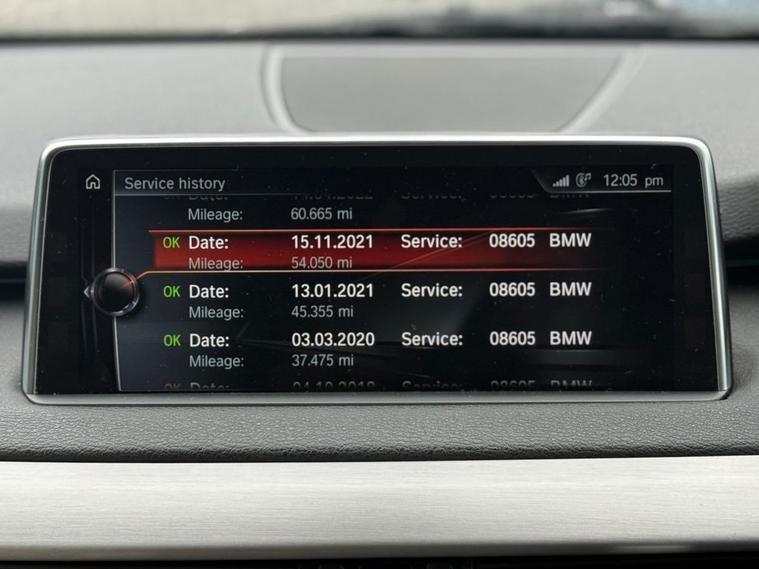 Service history 12:05 pm
Mileage: 60.665 mi
OK Date: 15.11.2021 Service: 08605 BMW
Mileage: 54.050 mi
OK Date: 13.01.2021 Service: 08605 BMW
Mileage: 45.355 mi
OK Date: 03.03.2020 Service: 08605 BMW
Mileage: 37.475 mi